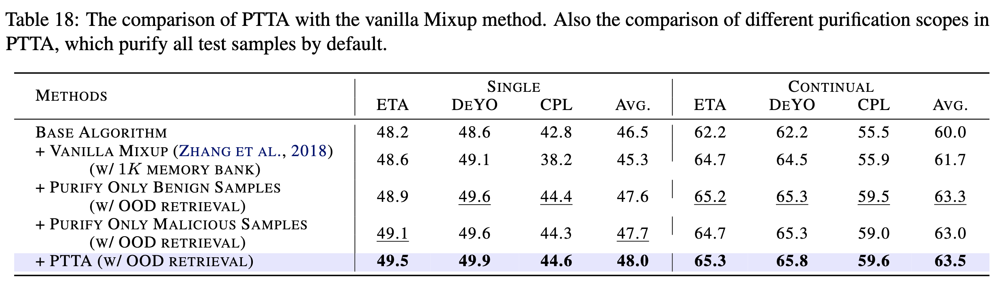 Table 18: The comparison of PTTA with the vanilla Mixup method. Also the comparison of different purification scopes in
PTTA, which purify all test samples by default.
METHODS SINGLE CONTINUAL
ETA DEYO CPL AVG. ETA DEYO CPL AVG.
BASE ALGORITHM 48.2 48.6 42.8 46.5 62.2 62.2 55.5 60.0
+ VANILLA MIXUP (ZHANG ET AL., 2018)
(W/ 1K MEMORY BANK) 48.6 49.1 38.2 45.3 64.7 64.5 55.9 61.7
+ PURIFY ONLY BENIGN SAMPLES
(W/ OOD RETRIEVAL) 48.9 49.6 44.4 47.6 65.2 65.3 59.5 63.3
+ PURIFY ONLY MALICIOUS SAMPLES
(W/ OOD RETRIEVAL) 49.1 49.6 44.3 47.7 64.7 65.3 59.0 63.0
+ PTTA (W/ OOD RETRIEVAL) 49.5 49.9 44.6 48.0 65.3 65.8 59.6 63.5